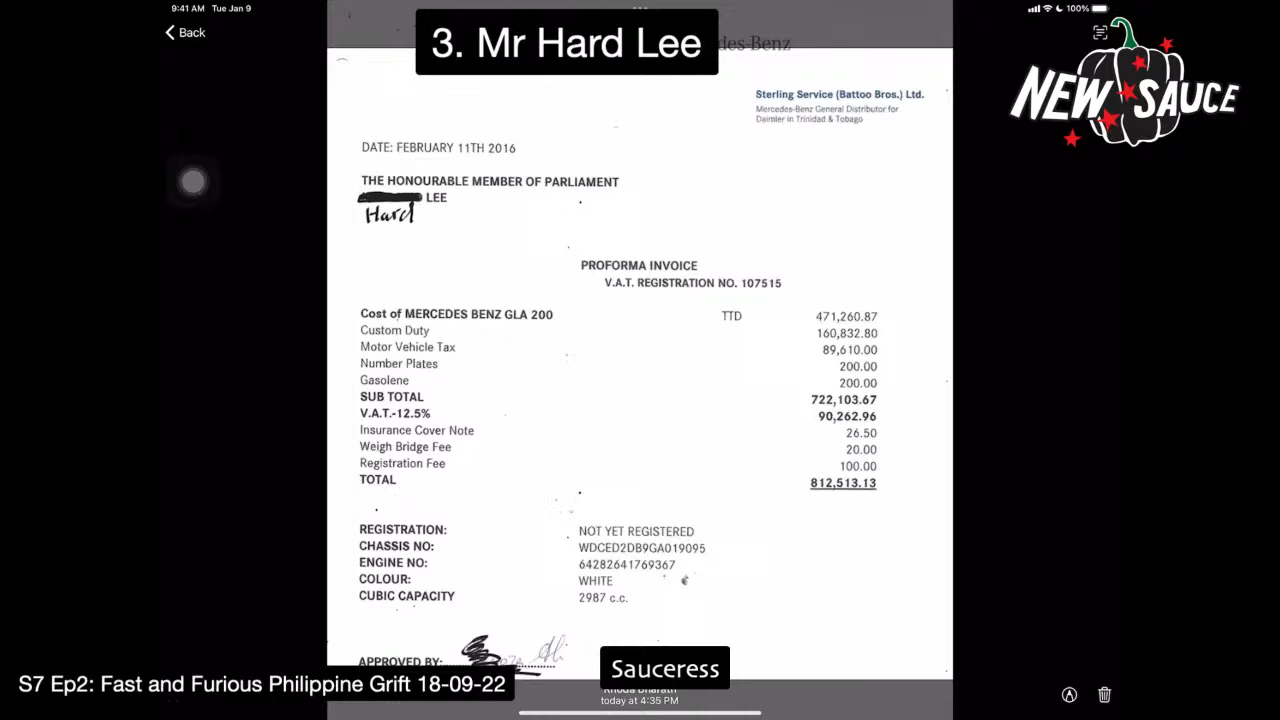 9:41 AM Tue Jan 9
100%
Back
3. Mr Hard Lee
des-Benz
NEW SAUCE
Sterling Service (Battoo Bros.) Ltd.
Mercedes-Benz General Distributor for
Daimler in Trinidad & Tobago
DATE: FEBRUARY 11TH 2016
THE HONOURABLE MEMBER OF PARLIAMENT
LEE
Hard
PROFORMA INVOICE
V.A.T. REGISTRATION NO. 107515
Cost of MERCEDES BENZ GLA 200 TTD 471,260.87
Custom Duty 160,832.80
Motor Vehicle Tax 89,610.00
Number Plates 200.00
Gasolene 200.00
SUB TOTAL 722,103.67
V.A.T.-12.5% 90,262.96
Insurance Cover Note 26.50
Weigh Bridge Fee 20.00
Registration Fee 100.00
TOTAL 812,513.13
REGISTRATION: NOT YET REGISTERED
CHASSIS NO: WDCED2DB9GA019095
ENGINE NO: 64282641769367
COLOUR: WHITE
CUBIC CAPACITY 2987 c.c.
APPROVED BY:
Sauceress
S7 Ep2: Fast and Furious Philippine Grift 18-09-22
Rhoda Bharath
today at 4:35 PM